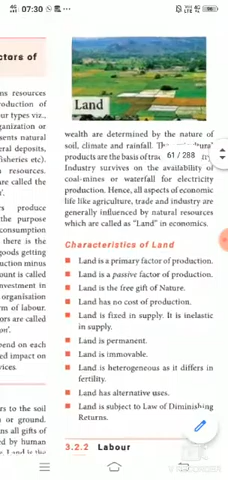 07:30
96
ctors of
ns resources
roduction of
ur types viz.,
ganization or
sents natural
eral deposits,
fisheries etc).
n resources.
are called the
rs produce
the purpose
consumption
there is the
goods getting
uction minus
ount is called
nvestment in
organisation
rm of labour.
ors are called
on'.
pend on each
ed impact on
vices.
rs to the soil
s or ground.
ns all gifts of
ed by human
Land
wealth are determined by the nature of
soil, climate and rainfall. The
61 / 288
products are the basis of
Industry survives on the availability of
coal-mines or waterfall for electricity
production. Hence, all aspects of economic
life like agriculture, trade and industry are
generally influenced by natural resources
which are called as “Land” in economics.
Characteristics of Land
Land is a primary factor of production.
Land is a passive factor of production.
Land is the free gift of Nature.
Land has no cost of production.
Land is fixed in supply. It is inelastic
in supply.
Land is permanent.
Land is immovable.
Land is heterogeneous as it differs in
fertility.
Land has alternative uses.
Land is subject to Law of Diminishing
Returns.
3.2.2 Labour